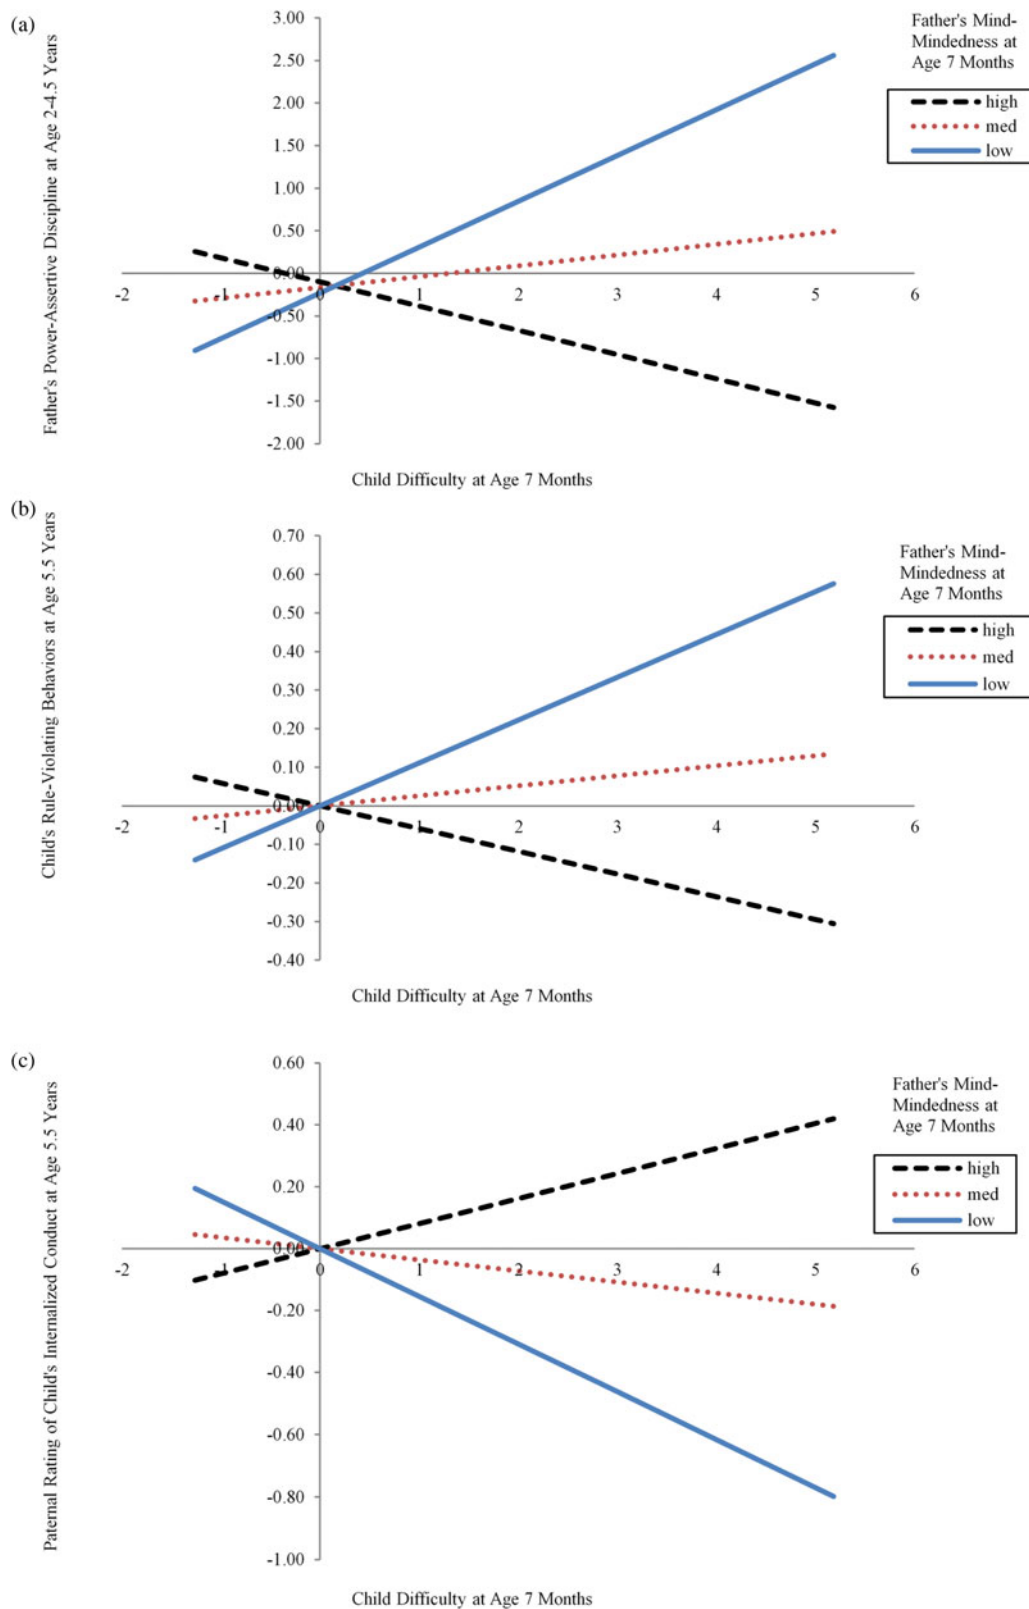 (a)
Father's Power-Assertive Discipline at Age 2-4.5 Years
3.00
2.50
2.00
1.50
1.00
0.50
0.00
-0.50
-1.00
-1.50
-2.00
-2
-1
0
1
2
3
4
5
6
Child Difficulty at Age 7 Months
Father's Mind-
Mindedness at
Age 7 Months
high
med
low
(b)
Child's Rule-Violating Behaviors at Age 5.5 Years
0.70
0.60
0.50
0.40
0.30
0.20
0.10
0.00
-0.10
-0.20
-0.30
-0.40
-2
-1
0
1
2
3
4
5
6
Child Difficulty at Age 7 Months
Father's Mind-
Mindedness at
Age 7 Months
high
med
low
(c)
Paternal Rating of Child's Internalized Conduct at Age 5.5 Years
0.60
0.40
0.20
0.00
-0.20
-0.40
-0.60
-0.80
-1.00
-2
-1
0
1
2
3
4
5
6
Child Difficulty at Age 7 Months
Father's Mind-
Mindedness at
Age 7 Months
high
med
low